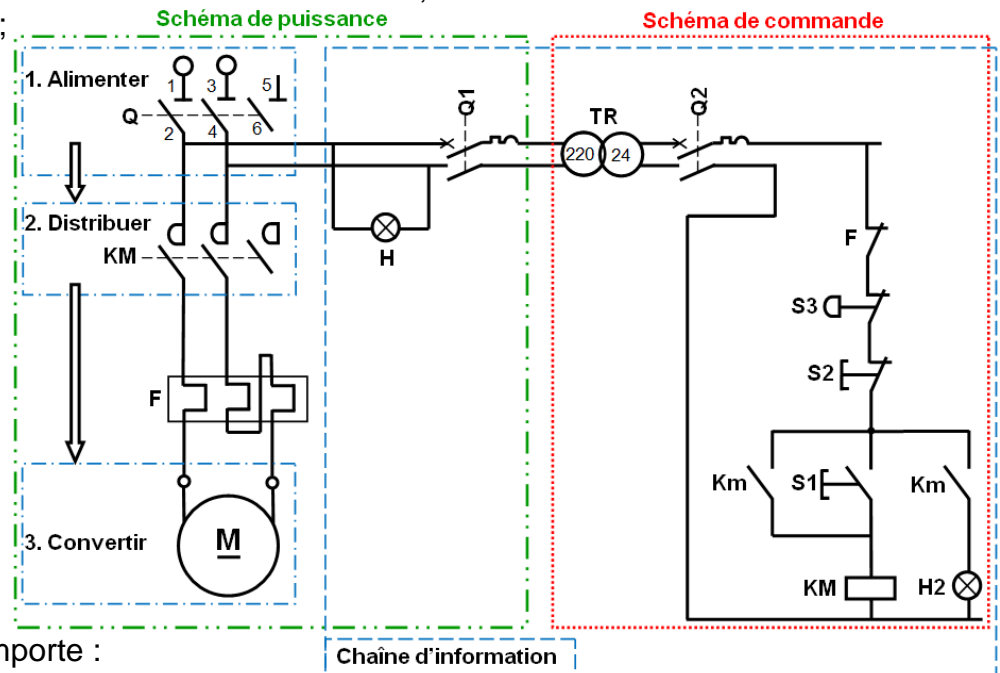 ;
Schéma de puissance
Schéma de commande
1. Alimenter
1 3 5
Q
2 4 6
Q1
TR
220 24
Q2
2. Distribuer
KM
H
F
S3
S2
F
Km S1 Km
3. Convertir
M
KM H2
mporte :
Chaîne d'information